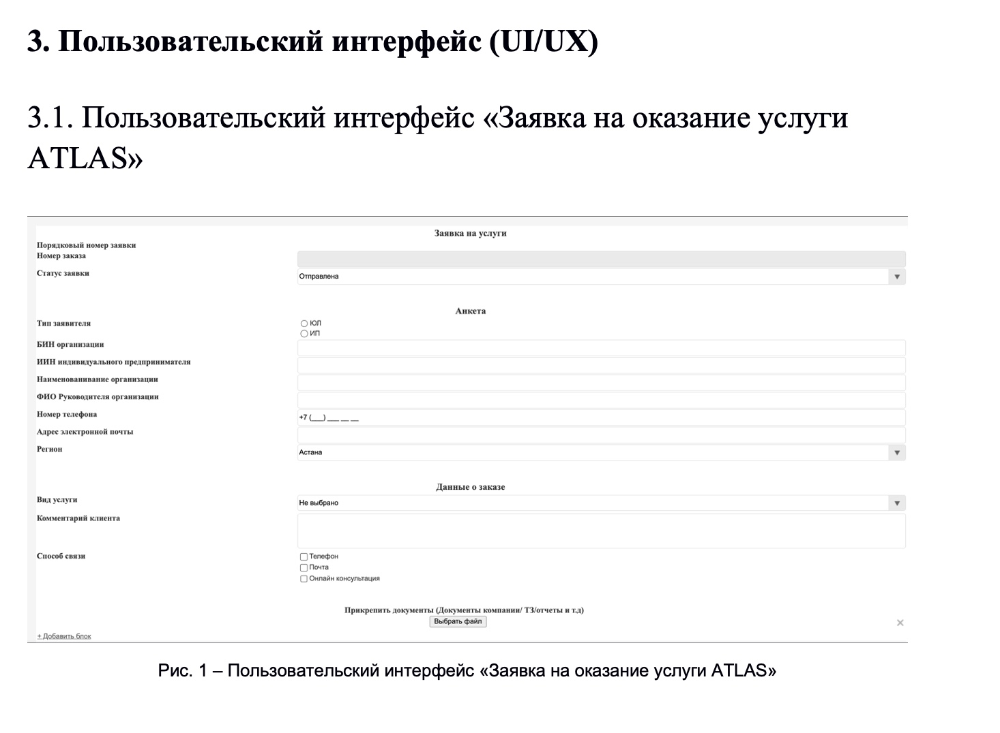 3. Пользовательский интерфейс (UI/UX)
3.1. Пользовательский интерфейс «Заявка на оказание услуги
ATLAS»
Заявка на услуги
Порядковый номер заявки
Номер заказа
Статус заявки
Отправлена
Анкета
Тип заявителя
ЮЛ
ИП
БИН организации
ИИН индивидуального предпринимателя
Наименованивание организации
ФИО Руководителя организации
Номер телефона
+7 (___) ___ __ __
Адрес электронной почты
Регион
Астана
Данные о заказе
Вид услуги
Не выбрано
Комментарий клиента
Способ связи
Телефон
Почта
Онлайн консультация
Прикрепить документы (Документы компании/ ТЗ/отчеты и т.д)
Выбрать файл
+ Добавить блок
Рис. 1 – Пользовательский интерфейс «Заявка на оказание услуги ATLAS»